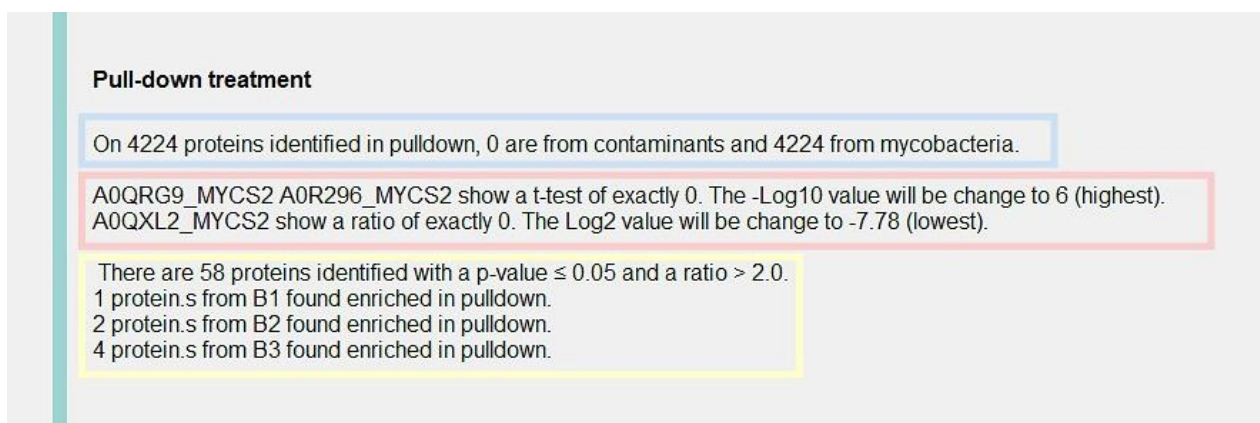 Pull-down treatment
On 4224 proteins identified in pulldown, 0 are from contaminants and 4224 from mycobacteria.
A0QRG9_MYCS2 A0R296_MYCS2 show a t-test of exactly 0. The -Log10 value will be change to 6 (highest).
A0QXL2_MYCS2 show a ratio of exactly 0. The Log2 value will be change to -7.78 (lowest).
There are 58 proteins identified with a p-value ≤ 0.05 and a ratio > 2.0.
1 protein.s from B1 found enriched in pulldown.
2 protein.s from B2 found enriched in pulldown.
4 protein.s from B3 found enriched in pulldown.